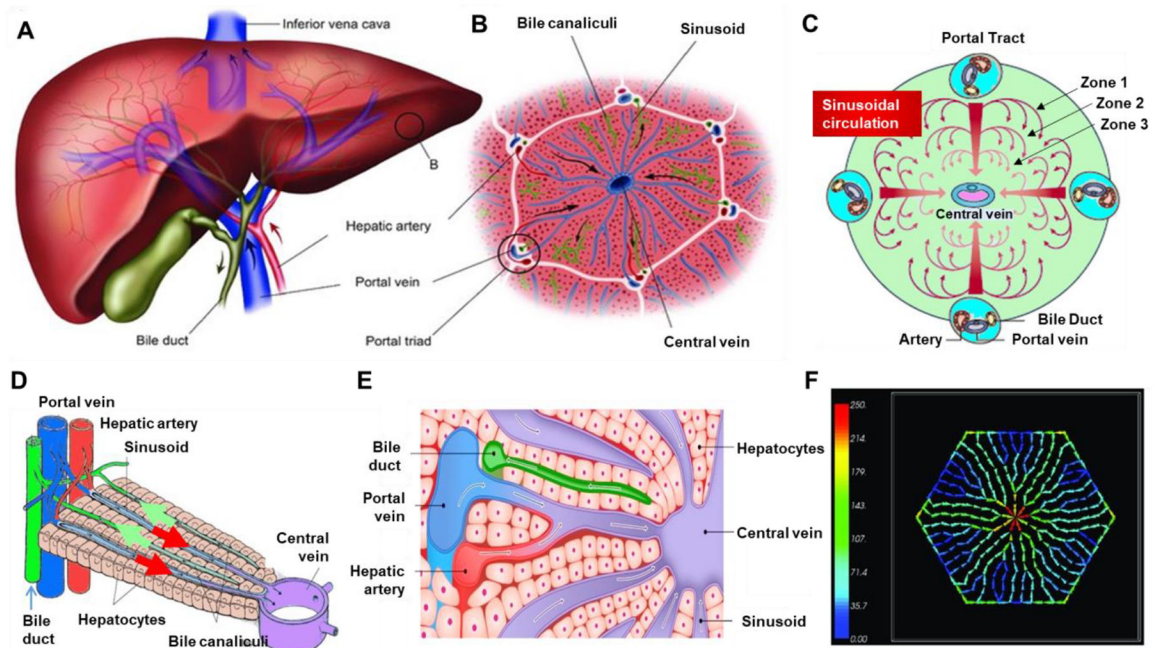 A
Inferior vena cava
B
Hepatic artery
Portal vein
Portal triad
Bile duct
B
Bile canaliculi
Sinusoid
Central vein
C
Portal Tract
Sinusoidal
circulation
Zone 1
Zone 2
Zone 3
Central vein
Bile Duct
Artery
Portal vein
D
Portal vein
Hepatic artery
Sinusoid
Central
vein
Hepatocytes
Bile
duct
Bile canaliculi
E
Bile
duct
Portal
vein
Hepatic
artery
Hepatocytes
Central vein
Sinusoid
F
250.
214.
179.
143.
107.
71.4
35.7
0.00